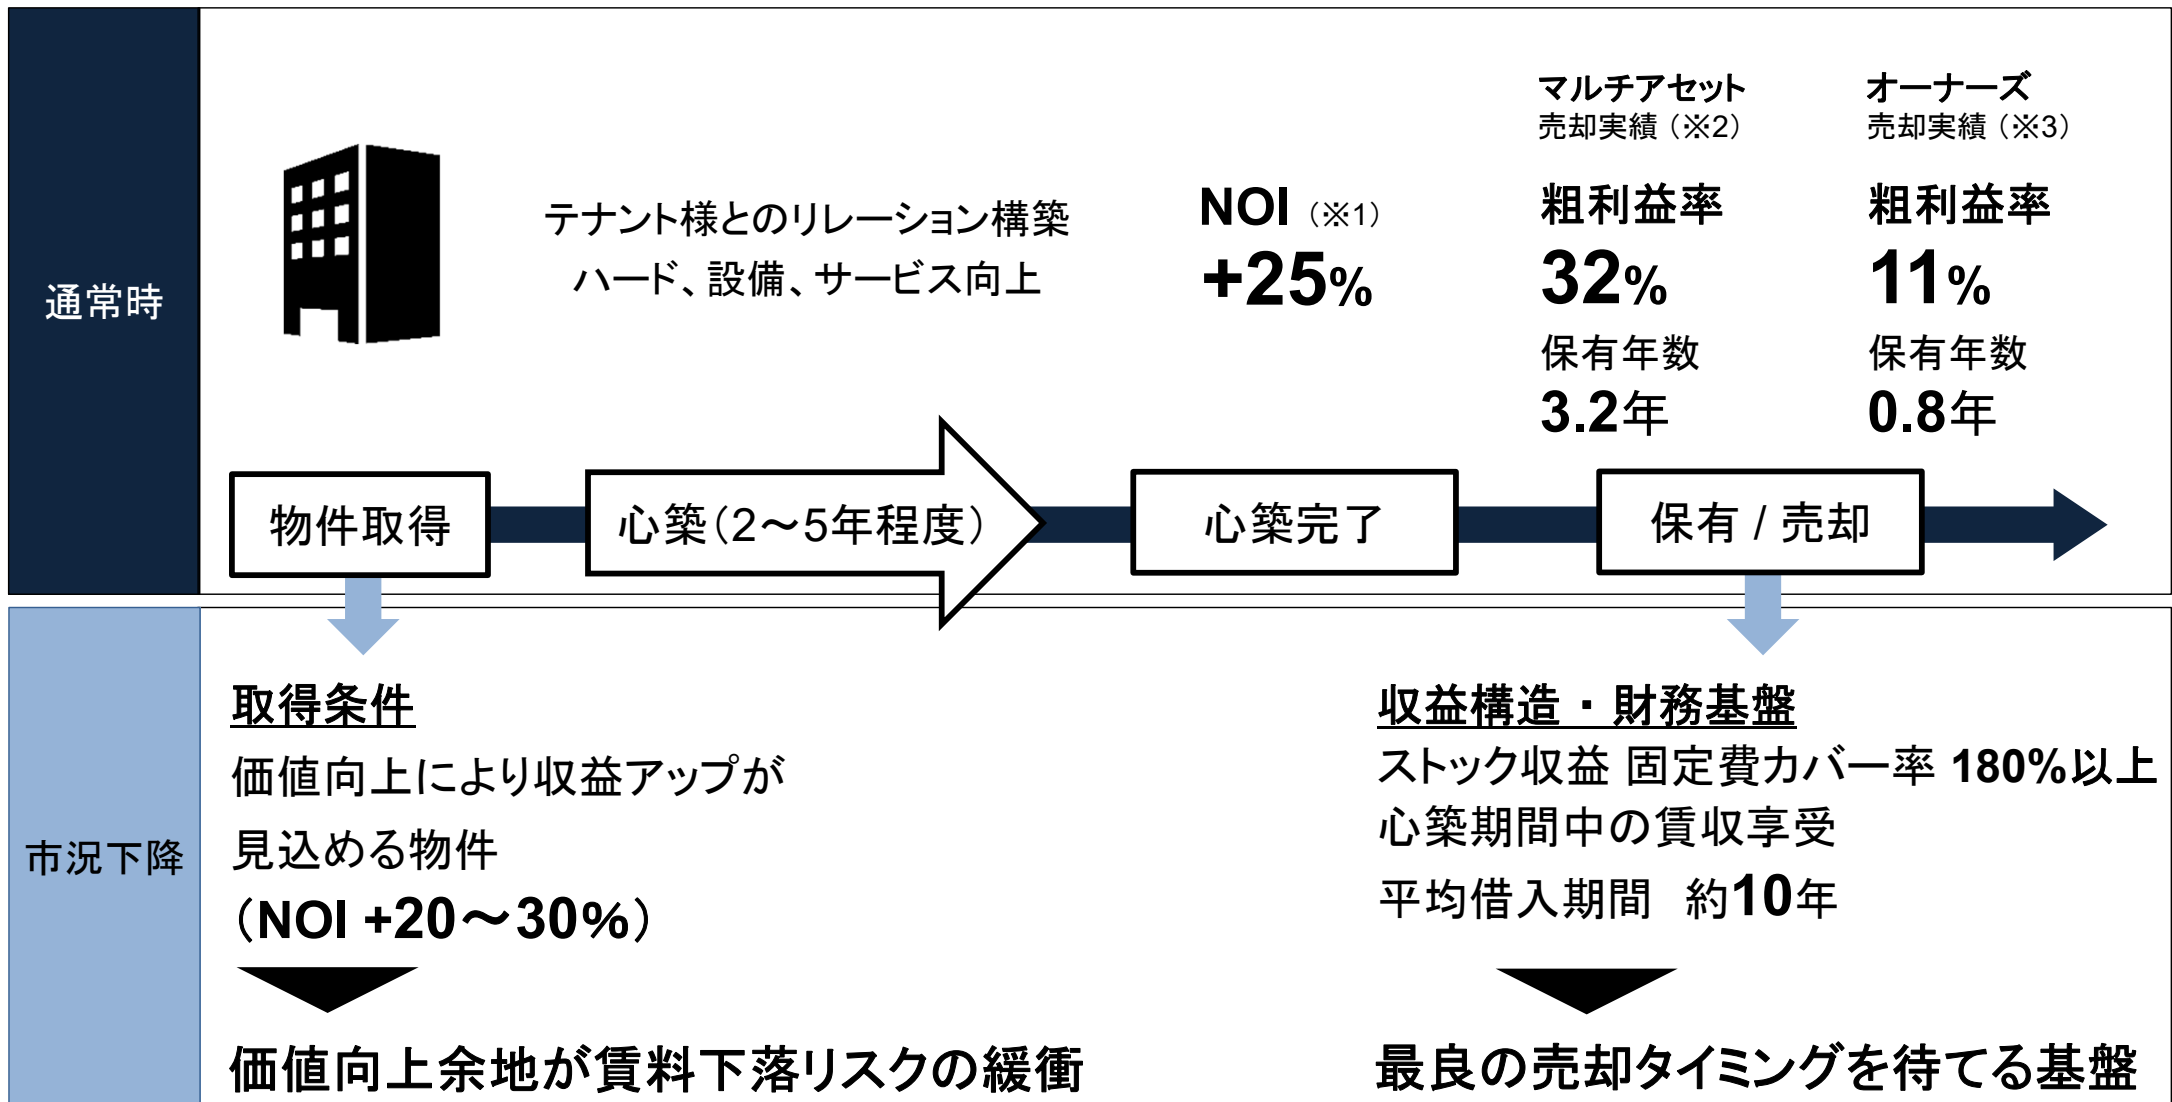 通常時
テナント様とのリレーション構築
ハード、設備、サービス向上
NOI（※1）
+25%
マルチアセット
売却実績（※2）
粗利益率
32%
保有年数
3.2年
オーナーズ
売却実績（※3）
粗利益率
11%
保有年数
0.8年
物件取得
心築（2～5年程度）
心築完了
保有 / 売却
市況下降
取得条件
価値向上により収益アップが
見込める物件
（NOI +20～30%）
価値向上余地が賃料下落リスクの緩衝
収益構造・財務基盤
ストック収益 固定費カバー率 180%以上
心築期間中の賃収享受
平均借入期間　約10年
最良の売却タイミングを待てる基盤